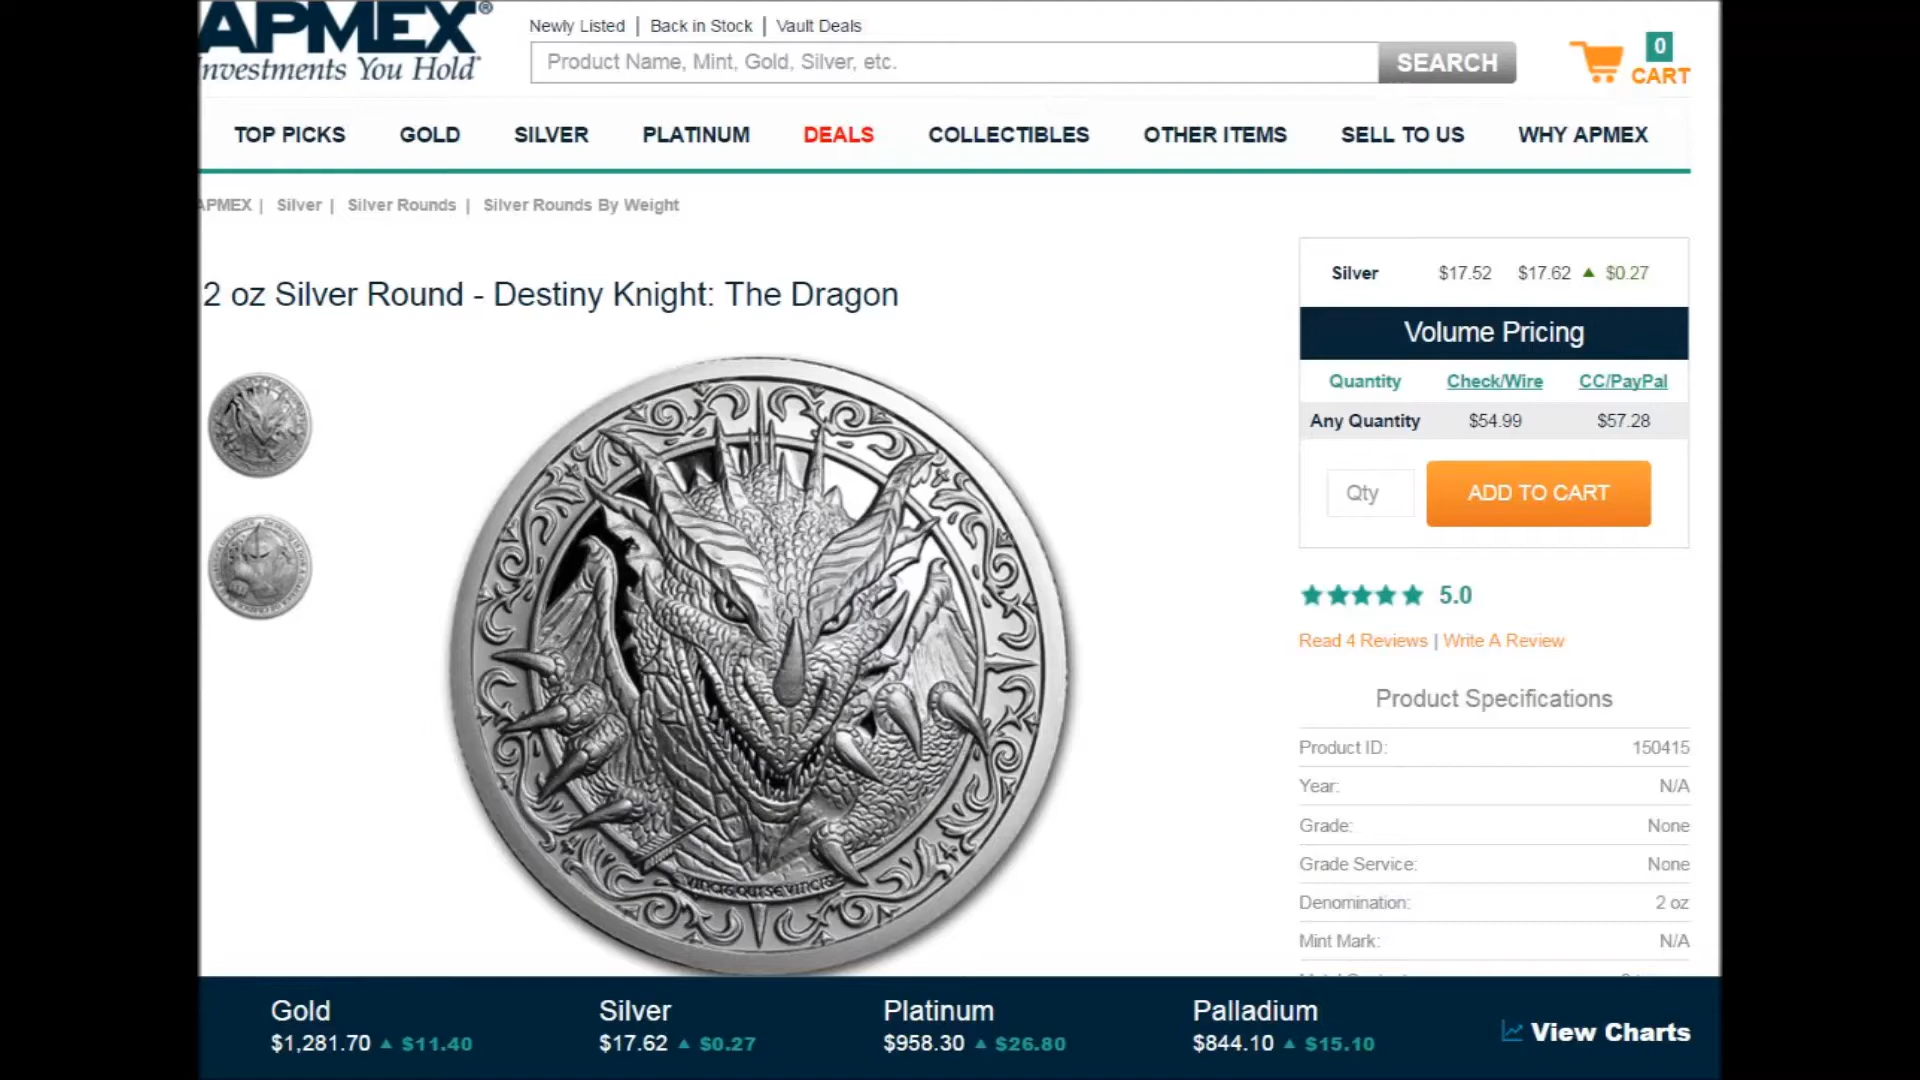 APMEX®
Investments You Hold
Newly Listed | Back in Stock | Vault Deals
Product Name, Mint, Gold, Silver, etc.
SEARCH
0
CART
TOP PICKS GOLD SILVER PLATINUM DEALS COLLECTIBLES OTHER ITEMS SELL TO US WHY APMEX
APMEX | Silver | Silver Rounds | Silver Rounds By Weight
2 oz Silver Round - Destiny Knight: The Dragon
VINCIT QUI SE VINCIT
Silver $17.52 $17.62 ▲ $0.27
Volume Pricing
Quantity Check/Wire CC/PayPal
Any Quantity $54.99 $57.28
Qty ADD TO CART
5.0
Read 4 Reviews | Write A Review
Product Specifications
Product ID: 150415
Year: N/A
Grade: None
Grade Service: None
Denomination: 2 oz
Mint Mark: N/A
Gold Silver Platinum Palladium
$1,281.70 ▲ $11.40 $17.62 ▲ $0.27 $958.30 ▲ $26.80 $844.10 ▲ $15.10
View Charts